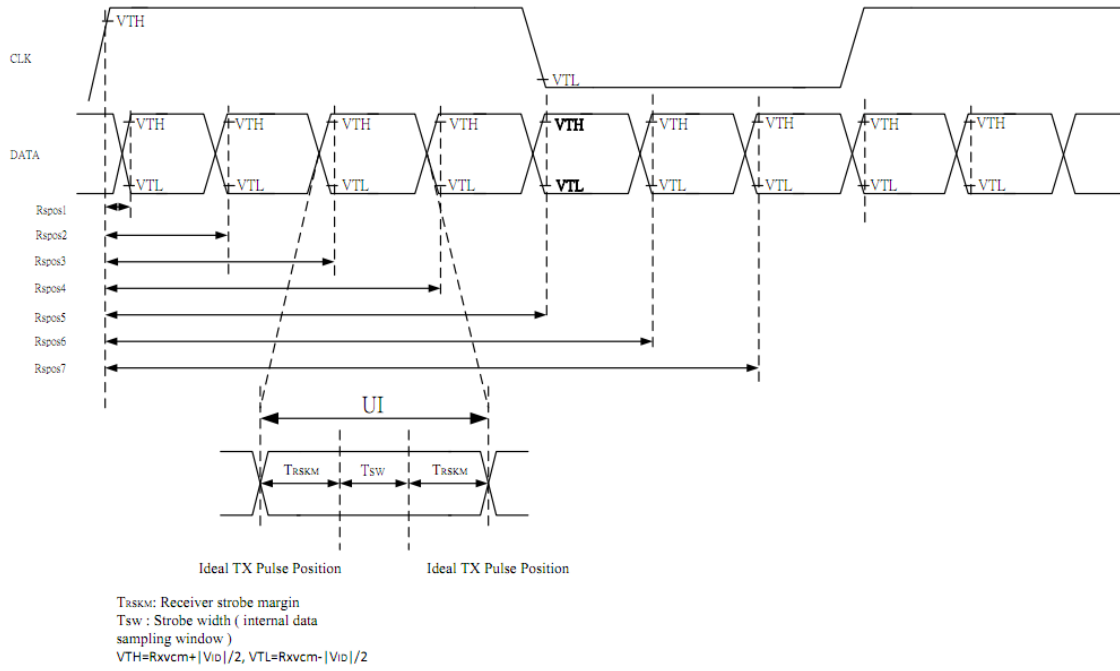 VTH
CLK
VTL
VTH VTH VTH VTH VTH VTH VTH VTH VTH
DATA
VTL VTL VTL VTL VTL VTL VTL VTL VTL
Rspos1
Rspos2
Rspos3
Rspos4
Rspos5
Rspos6
Rspos7
UI
TRSKM TSW TRSKM
Ideal TX Pulse Position Ideal TX Pulse Position
TRSKM: Receiver strobe margin
Tsw : Strobe width ( internal data
sampling window )
VTH=Rxvcm+|VID|/2, VTL=Rxvcm-|VID|/2